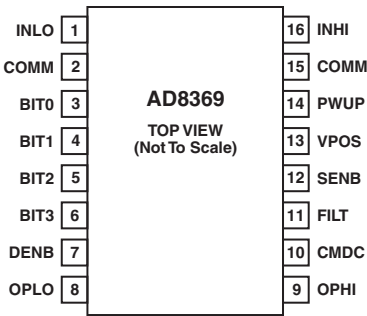 INLO 1 16 INHI
COMM 2 15 COMM
BIT0 3 AD8369 14 PWUP
BIT1 4 TOP VIEW 13 VPOS
(Not To Scale)
BIT2 5 12 SENB
BIT3 6 11 FILT
DENB 7 10 CMDC
OPLO 8 9 OPHI